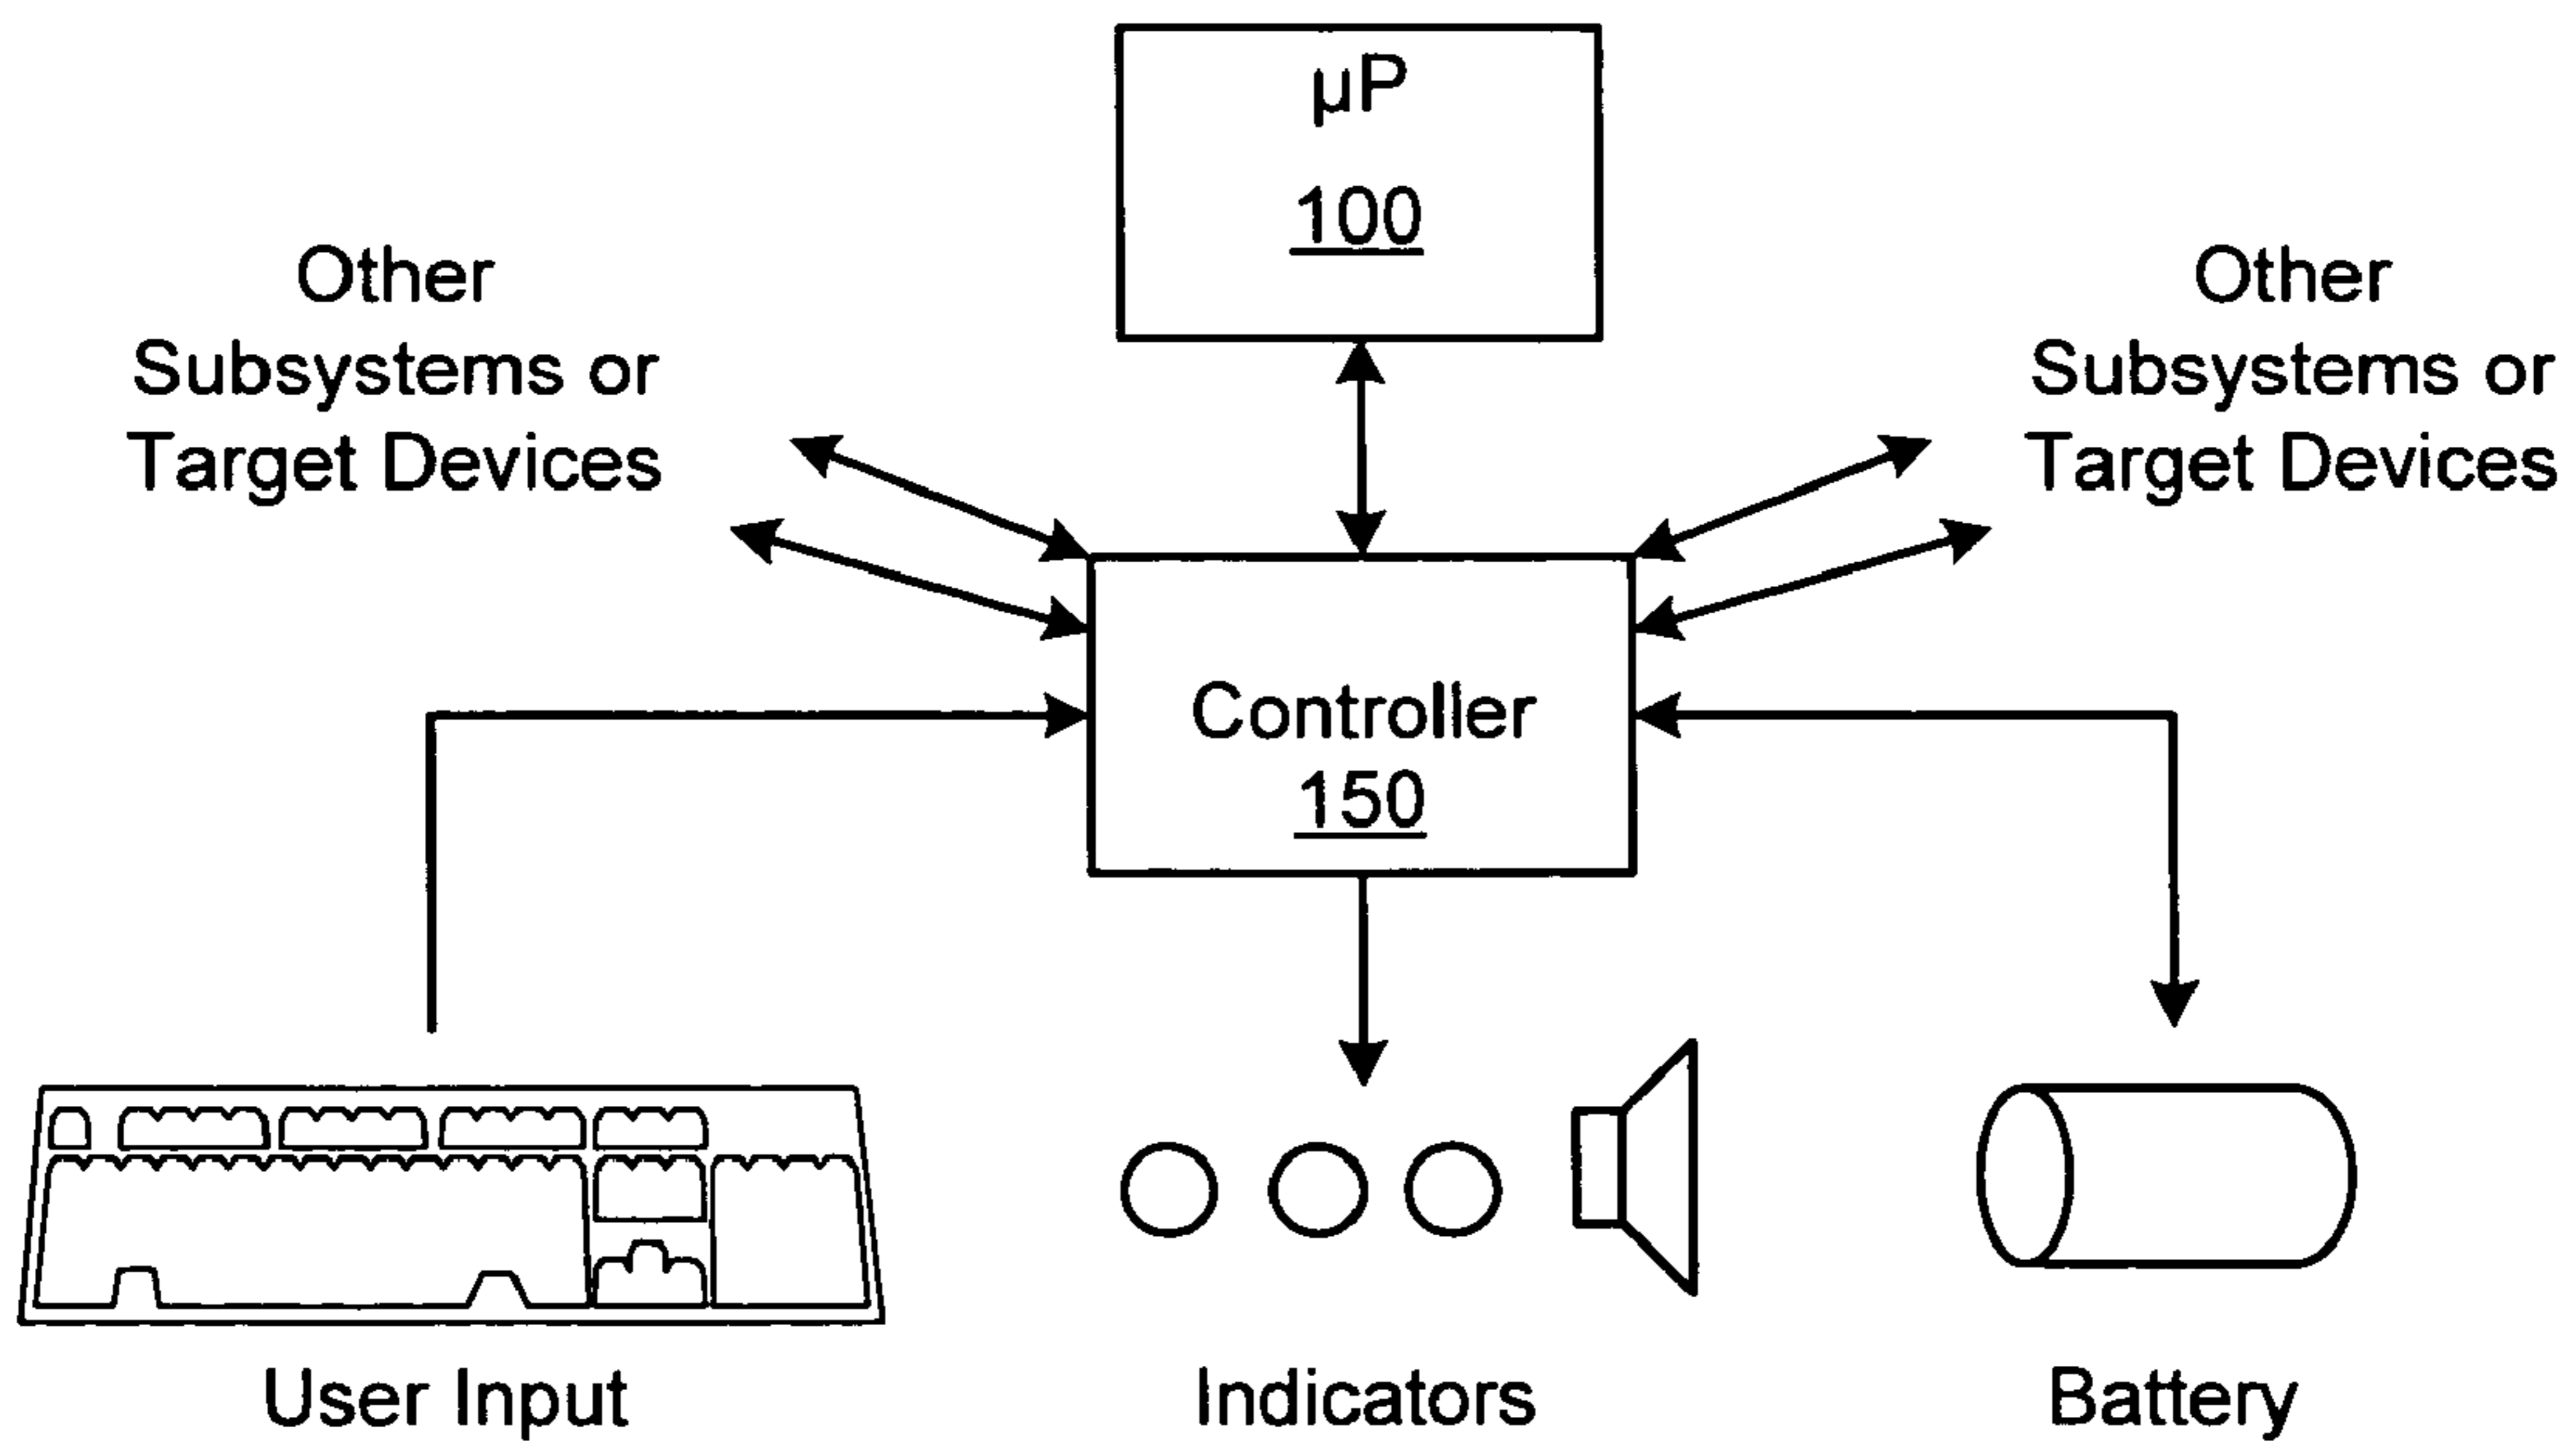 µP
100
Other
Subsystems or
Target Devices
Other
Subsystems or
Target Devices
Controller
150
User Input
Indicators
Battery